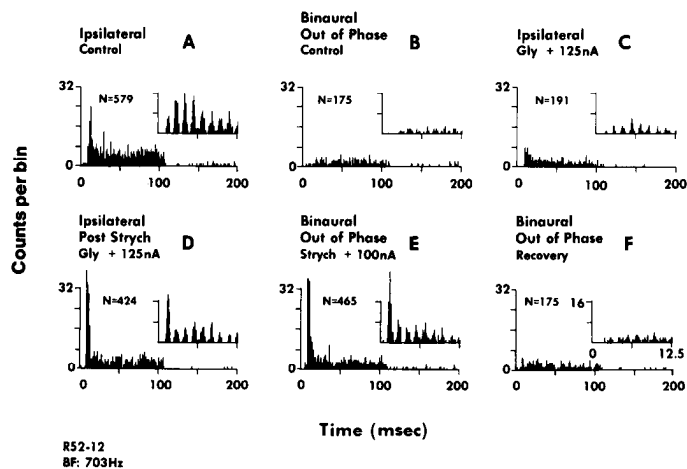 Ipsilateral
Control
A
Binaural
Out of Phase
Control
B
Ipsilateral
Gly + 125nA
C
32
N=579
0
0
100
200
32
N=175
0
0
100
200
32
N=191
0
0
100
200
Counts per bin
Ipsilateral
Post Strych
Gly + 125nA
D
Binaural
Out of Phase
Strych + 100nA
E
Binaural
Out of Phase
Recovery
F
32
N=424
0
0
100
200
32
N=465
0
0
100
200
32
N=175
16
0
12.5
0
0
100
200
Time (msec)
R52-12
BF: 703Hz